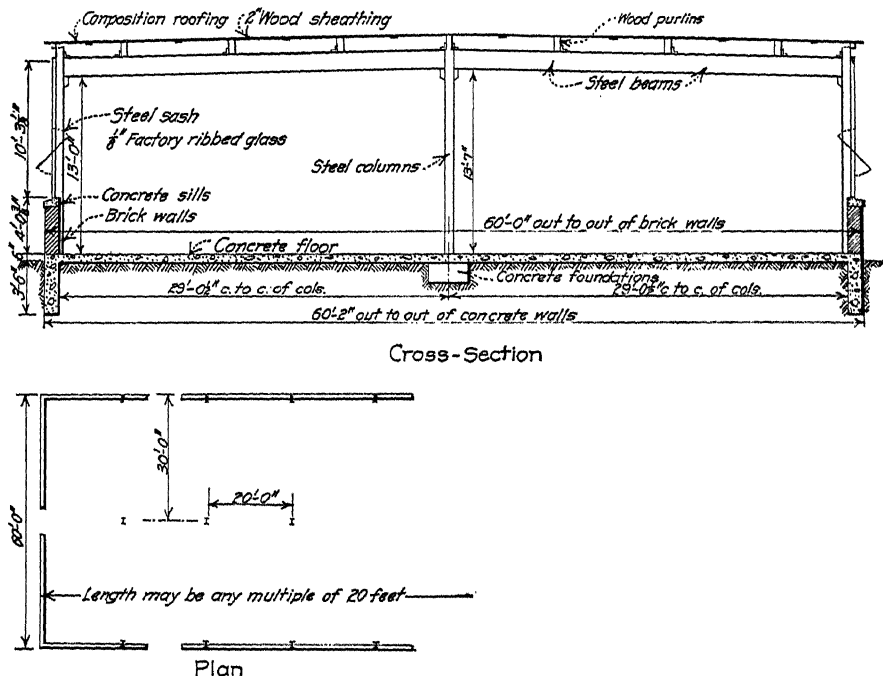 Composition roofing 2" Wood sheathing
Wood purlins
Steel beams
Steel sash
1/8" Factory ribbed glass
Steel columns
13'-0"
13'-7"
Concrete sills
Brick walls
60'-0" out to out of brick walls
Concrete floor
Concrete foundations
29'-0½" c. to c. of cols.
29'-0½" c. to c. of cols.
60'-2" out to out of concrete walls
Cross-Section
30'-0"
20'-0"
60'-0"
Length may be any multiple of 20 feet
Plan